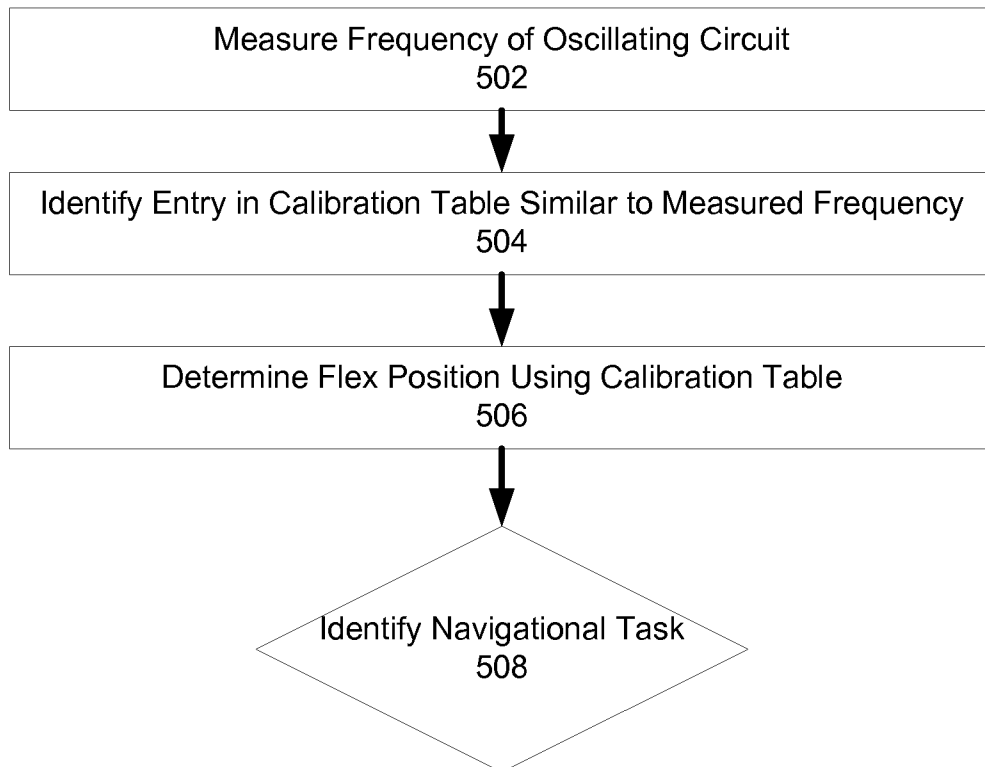 Measure Frequency of Oscillating Circuit
502
Identify Entry in Calibration Table Similar to Measured Frequency
504
Determine Flex Position Using Calibration Table
506
Identify Navigational Task
508